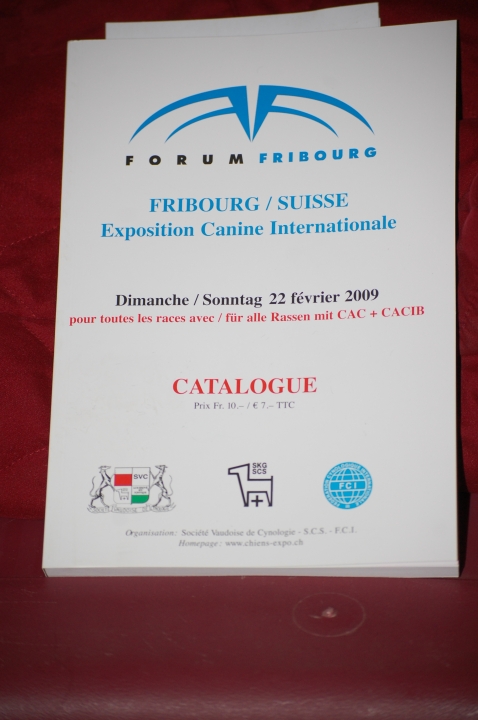 FORUM FRIBOURG
FRIBOURG / SUISSE
Exposition Canine Internationale
Dimanche / Sonntag 22 février 2009
pour toutes les races avec / für alle Rassen mit CAC + CACIB
CATALOGUE
Prix Fr. 10.– / € 7.– TTC
SVC
SKG
SCS
FCI
Organisation: Société Vaudoise de Cynologie - S.C.S. - F.C.I.
Homepage: www.chiens-expo.ch